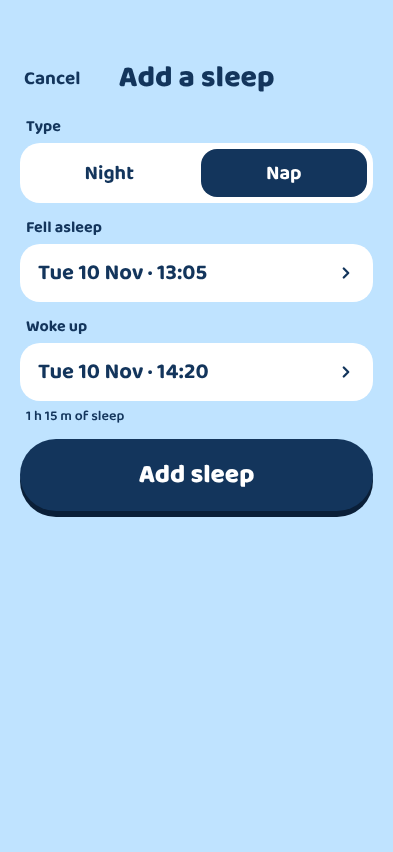 Cancel
Add a sleep
Type
Night
Nap
Fell asleep
Tue 10 Nov · 13:05
Woke up
Tue 10 Nov · 14:20
1 h 15 m of sleep
Add sleep